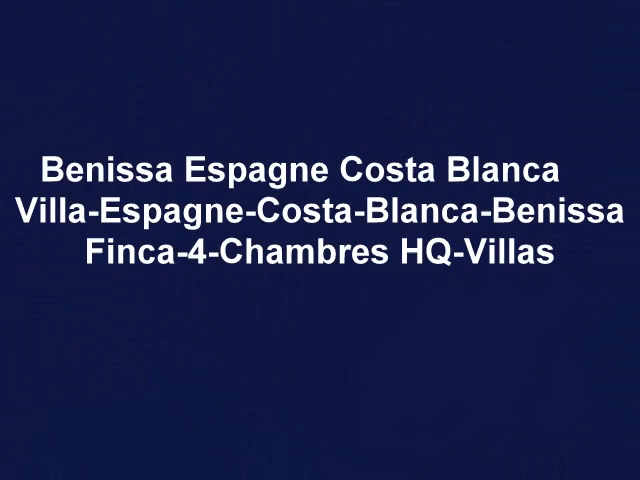 Benissa Espagne Costa Blanca
Villa-Espagne-Costa-Blanca-Benissa
Finca-4-Chambres HQ-Villas